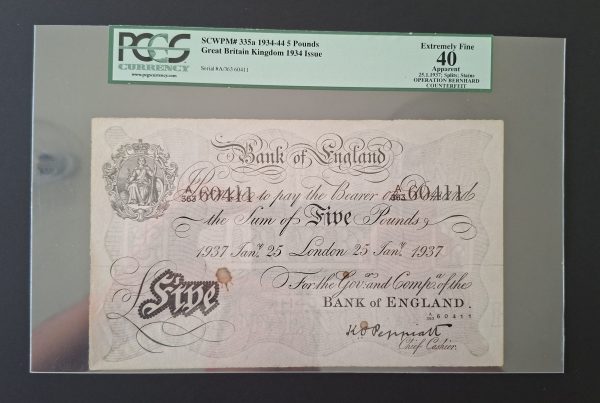 PCGS
CURRENCY
www.pcgscurrency.com
SCWPM# 335a 1934-44 5 Pounds
Great Britain Kingdom 1934 Issue
Serial #A/363 60411
Extremely Fine
40
Apparent
25.1.1937; Splits; Stains
OPERATION BERNHARD
COUNTERFEIT
Bank of England
A/363 60411 to pay the Bearer on Demand A/363 60411
the Sum of Five Pounds
1937 Janʸ 25 London 25 Janʸ 1937
For the Govʳ and Compᵃ of the
BANK of ENGLAND.
A/363 60411
£Five
K O Peppiatt
Chief Cashier.